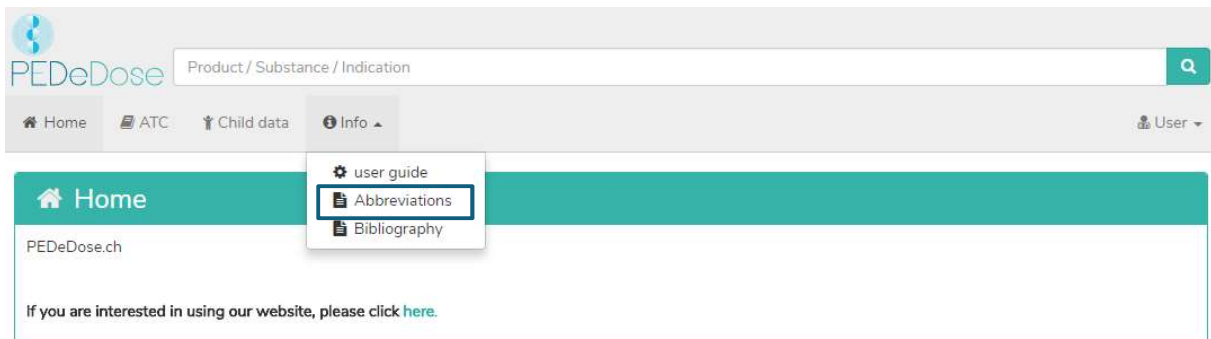 PEDeDose
Product / Substance / Indication
Home ATC Child data Info User
user guide
Abbreviations
Bibliography
Home
PEDeDose.ch
If you are interested in using our website, please click here.